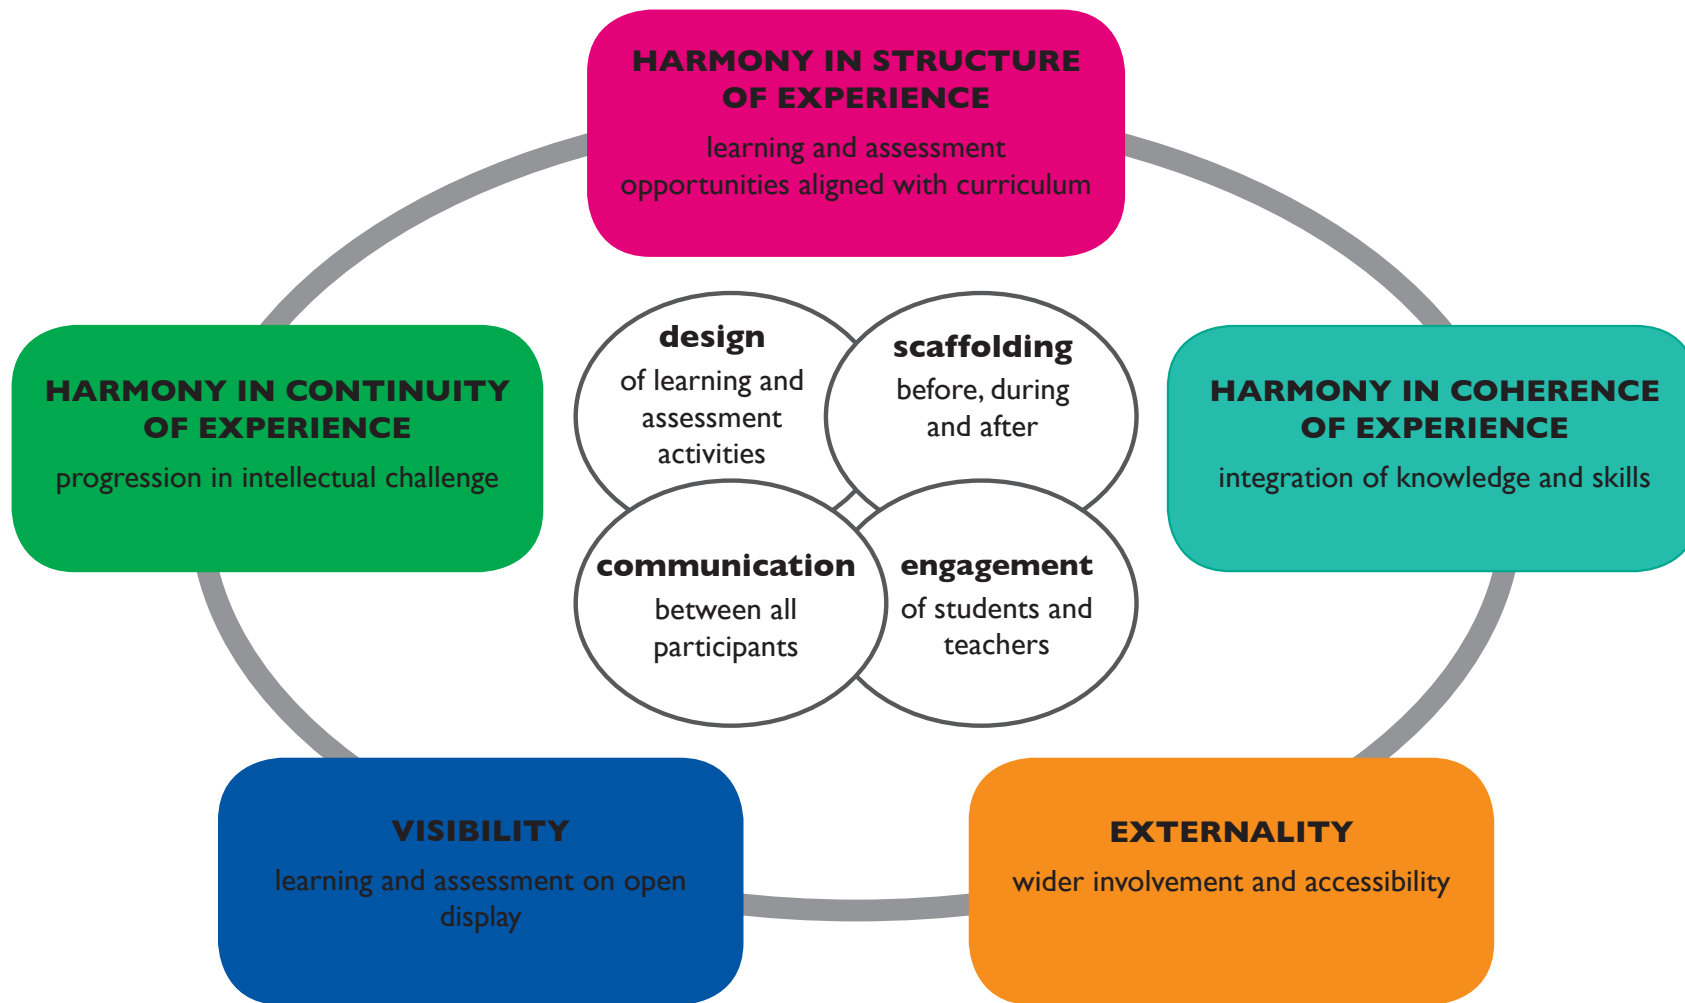 HARMONY IN STRUCTURE
OF EXPERIENCE
learning and assessment
opportunities aligned with curriculum
HARMONY IN CONTINUITY
OF EXPERIENCE
progression in intellectual challenge
design
of learning and
assessment
activities
scaffolding
before, during
and after
HARMONY IN COHERENCE
OF EXPERIENCE
integration of knowledge and skills
communication
between all
participants
engagement
of students and
teachers
VISIBILITY
learning and assessment on open
display
EXTERNALITY
wider involvement and accessibility